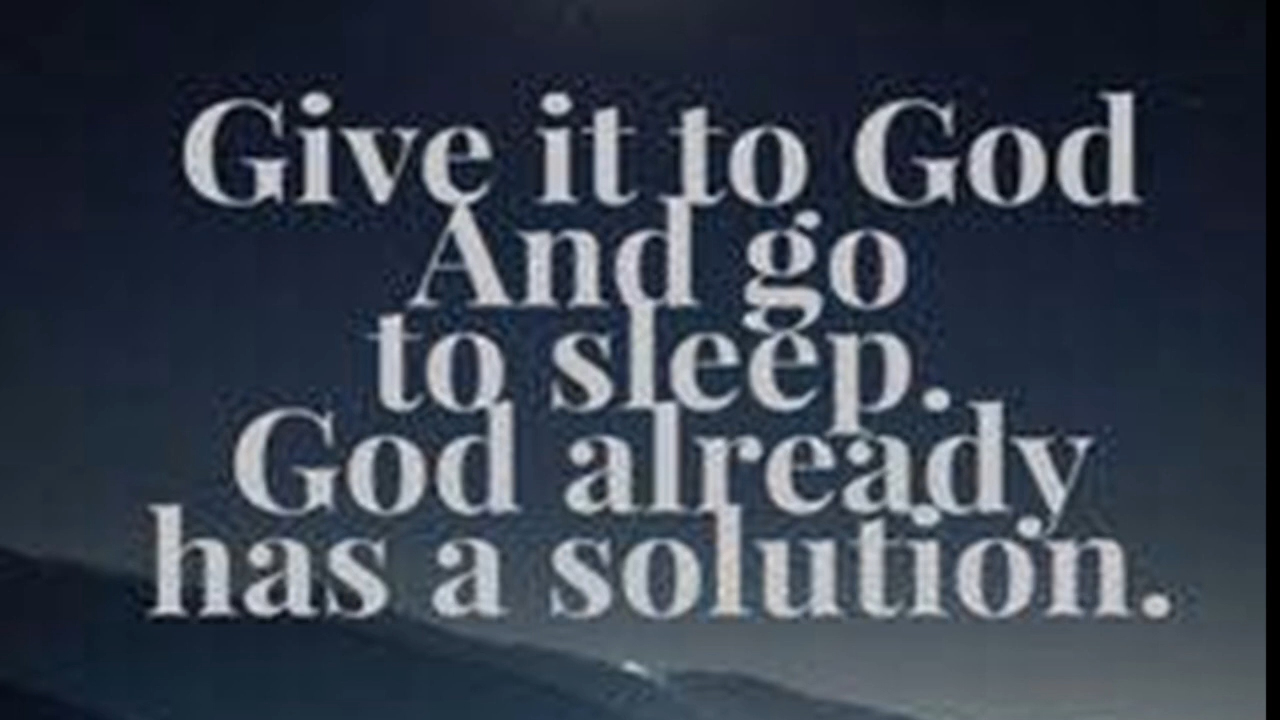 Give it to God
And go
to sleep.
God already
has a solution.